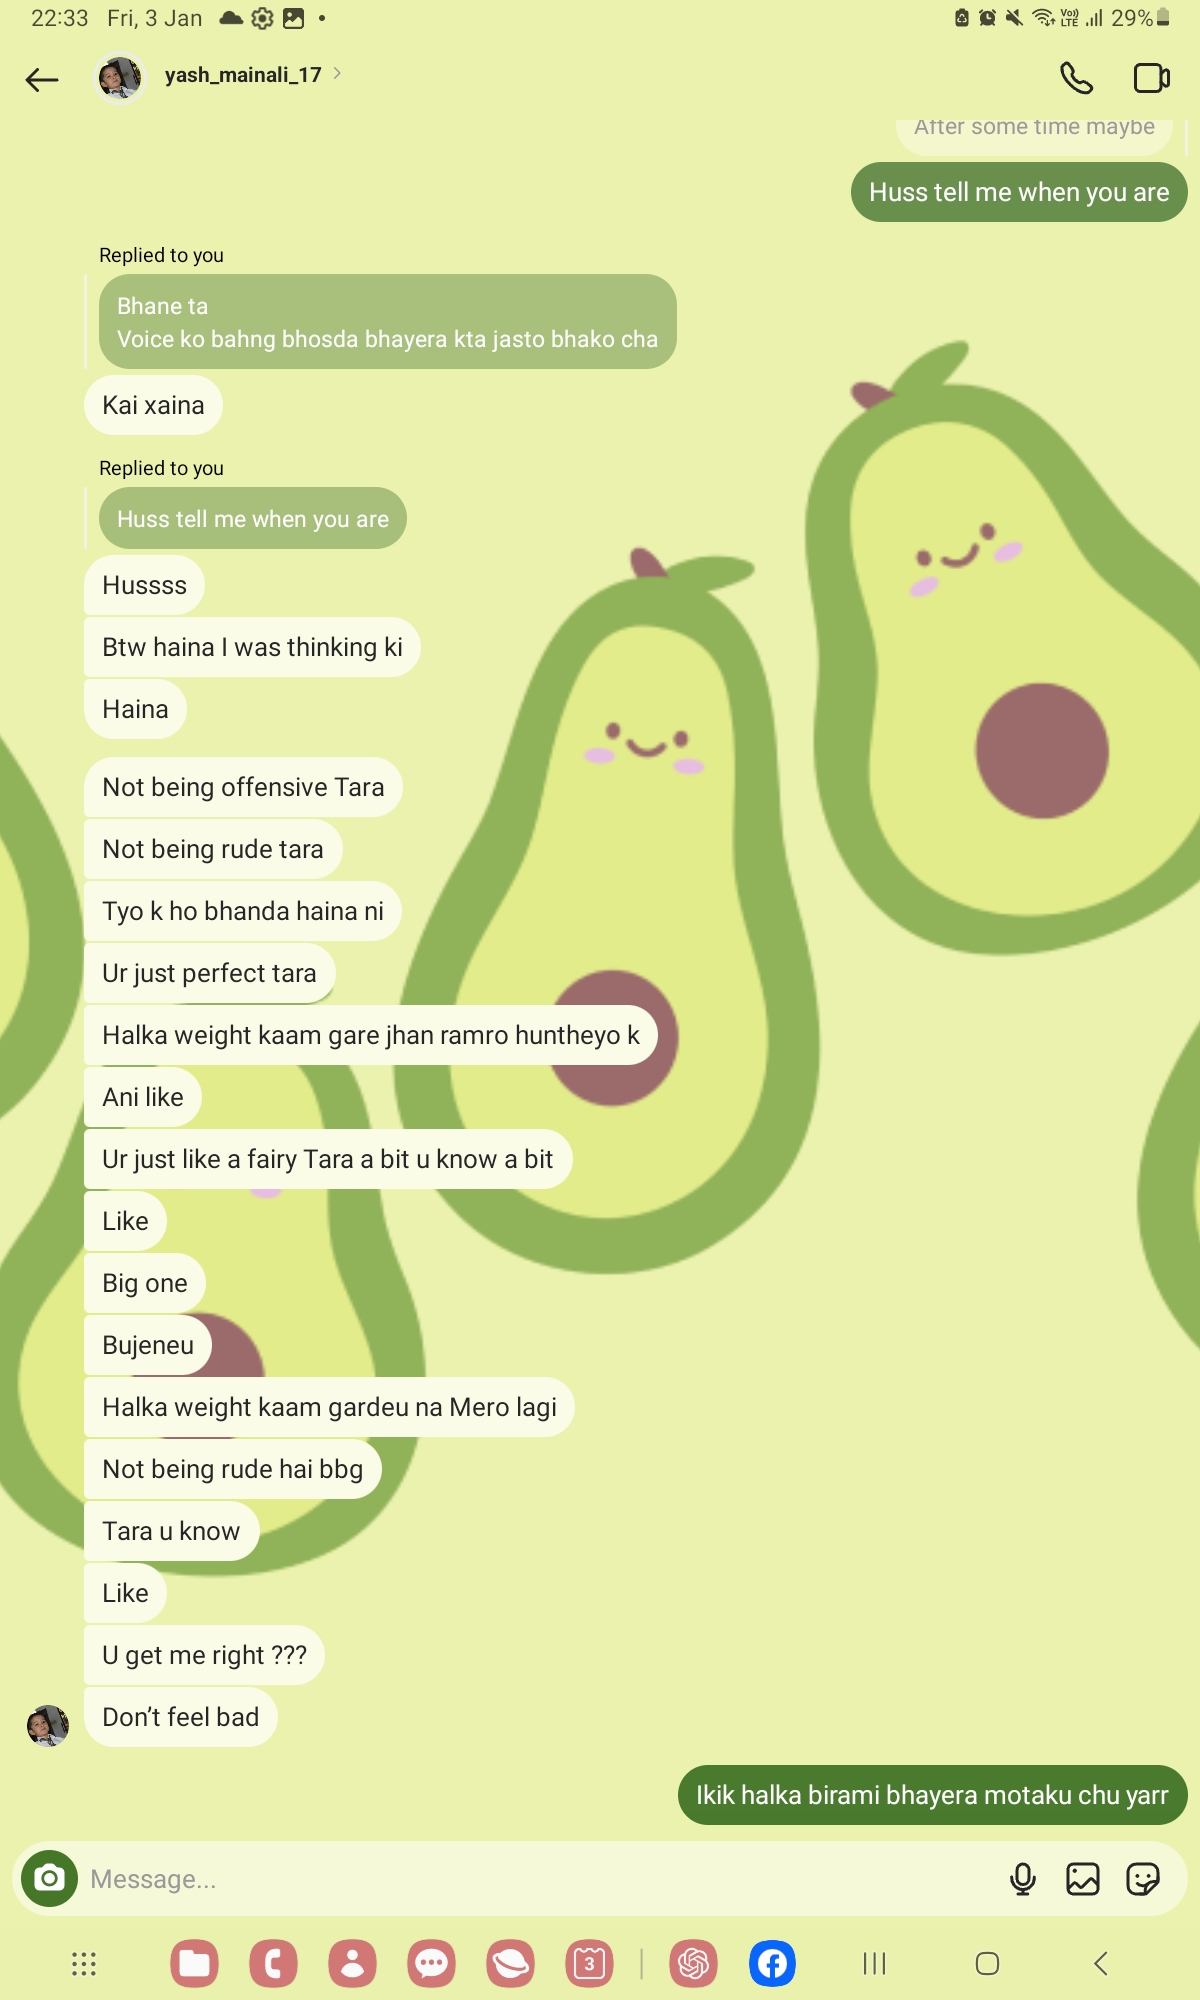 22:33 Fri, 3 Jan 29%
yash_mainali_17
After some time maybe
Huss tell me when you are
Replied to you
Bhane ta
Voice ko bahng bhosda bhayera kta jasto bhako cha
Kai xaina
Replied to you
Huss tell me when you are
Hussss
Btw haina I was thinking ki
Haina
Not being offensive Tara
Not being rude tara
Tyo k ho bhanda haina ni
Ur just perfect tara
Halka weight kaam gare jhan ramro huntheyo k
Ani like
Ur just like a fairy Tara a bit u know a bit
Like
Big one
Bujeneu
Halka weight kaam gardeu na Mero lagi
Not being rude hai bbg
Tara u know
Like
U get me right ???
Don’t feel bad
Ikik halka birami bhayera motaku chu yarr
Message...
3